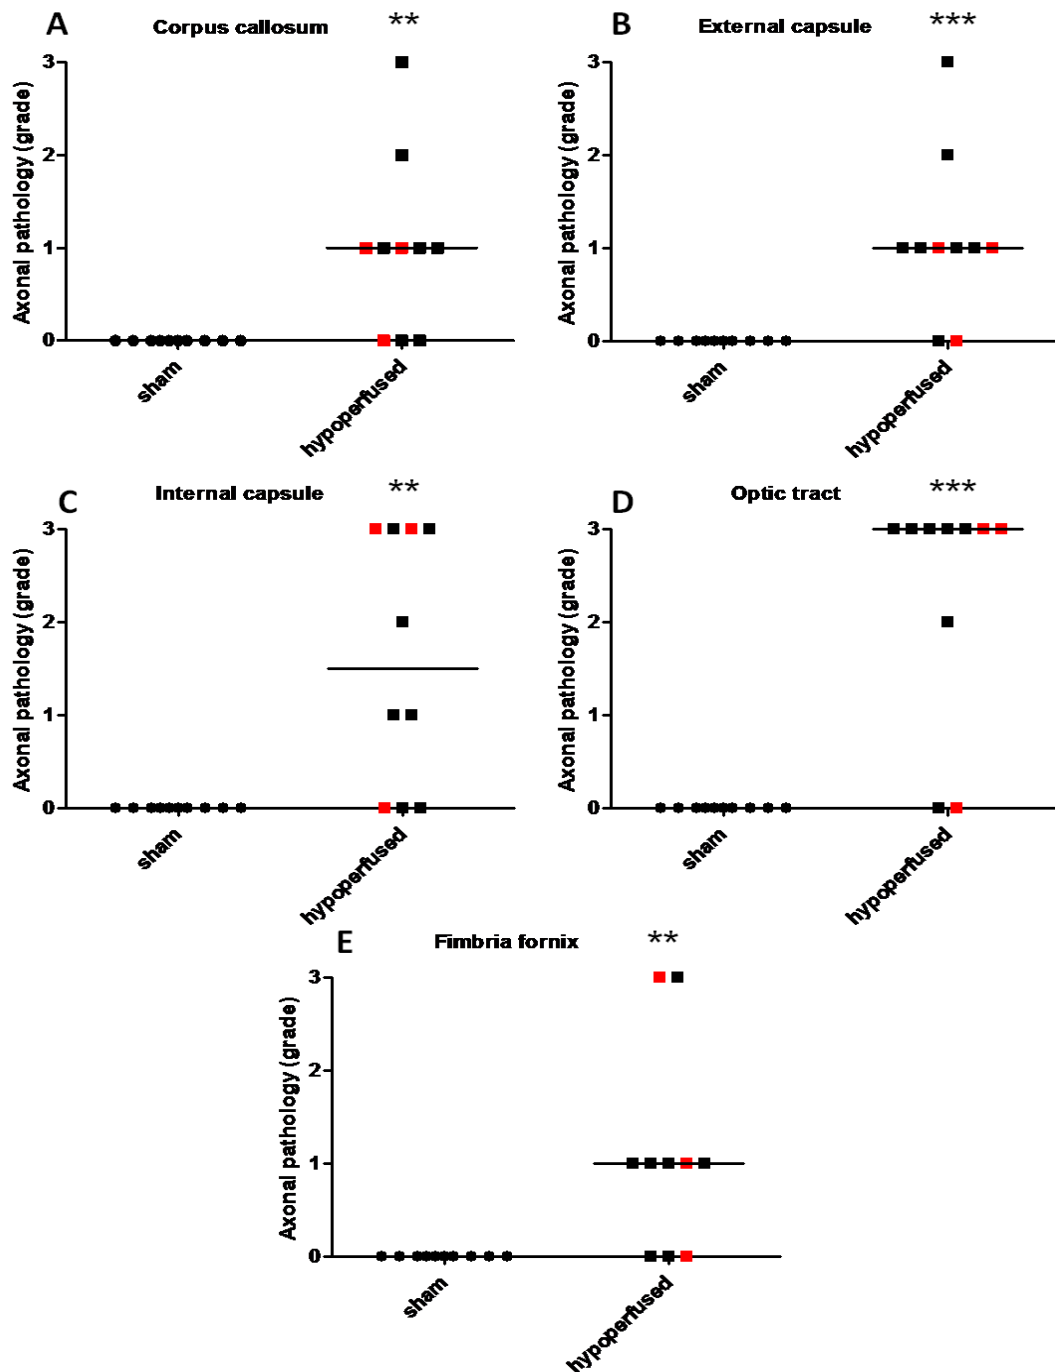 A Corpus callosum **
Axonal pathology (grade)
3
2
1
0
sham
hypoperfused
B External capsule ***
Axonal pathology (grade)
3
2
1
0
sham
hypoperfused
C Internal capsule **
Axonal pathology (grade)
3
2
1
0
sham
hypoperfused
D Optic tract ***
Axonal pathology (grade)
3
2
1
0
sham
hypoperfused
E Fimbria fornix **
Axonal pathology (grade)
3
2
1
0
sham
hypoperfused